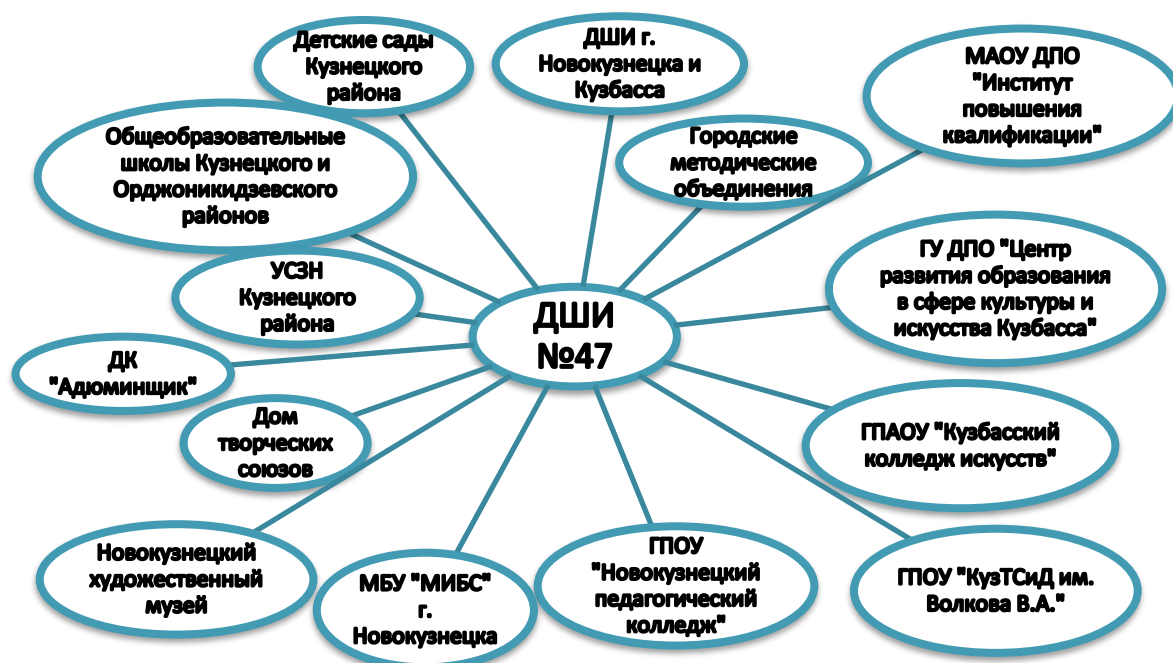 Детские сады
Кузнецкого
района
ДШИ г.
Новокузнецка и
Кузбасса
МАОУ ДПО
"Институт
повышения
квалификации"
Общеобразовательные
школы Кузнецкого и
Орджоникидзевского
районов
Городские
методические
объединения
УСЗН
Кузнецкого
района
ГУ ДПО "Центр
развития образования
в сфере культуры и
искусства Кузбасса"
ДШИ
№47
ДК
"Адюминщик"
Дом
творческих
союзов
ГПАОУ "Кузбасский
колледж искусств"
Новокузнецкий
художественный
музей
МБУ "МИБС"
г.
Новокузнецка
ГПОУ
"Новокузнецкий
педагогический
колледж"
ГПОУ "КузТСиД им.
Волкова В.А."